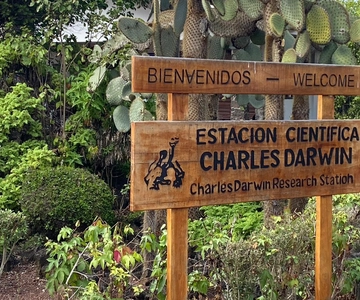 BIENVENIDOS — WELCOME
ESTACION CIENTIFICA
CHARLES DARWIN
Charles Darwin Research Station